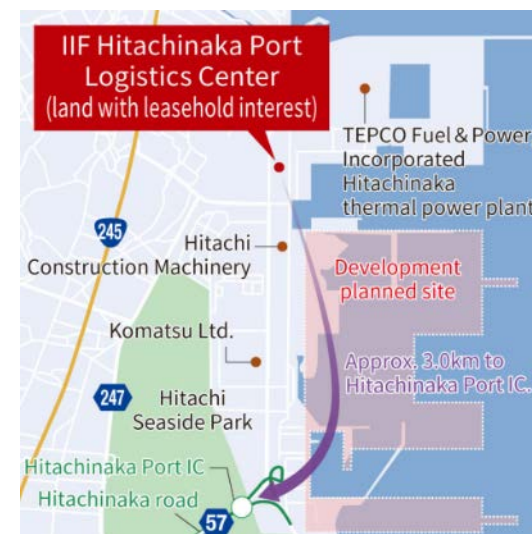 IIF Hitachinaka Port
Logistics Center
(land with leasehold interest)
TEPCO Fuel & Power
Incorporated
Hitachinaka
thermal power plant
245
Hitachi
Construction Machinery
Development
planned site
Komatsu Ltd.
Approx. 3.0km to
Hitachinaka Port IC.
247
Hitachi
Seaside Park
Hitachinaka Port IC
Hitachinaka road
57